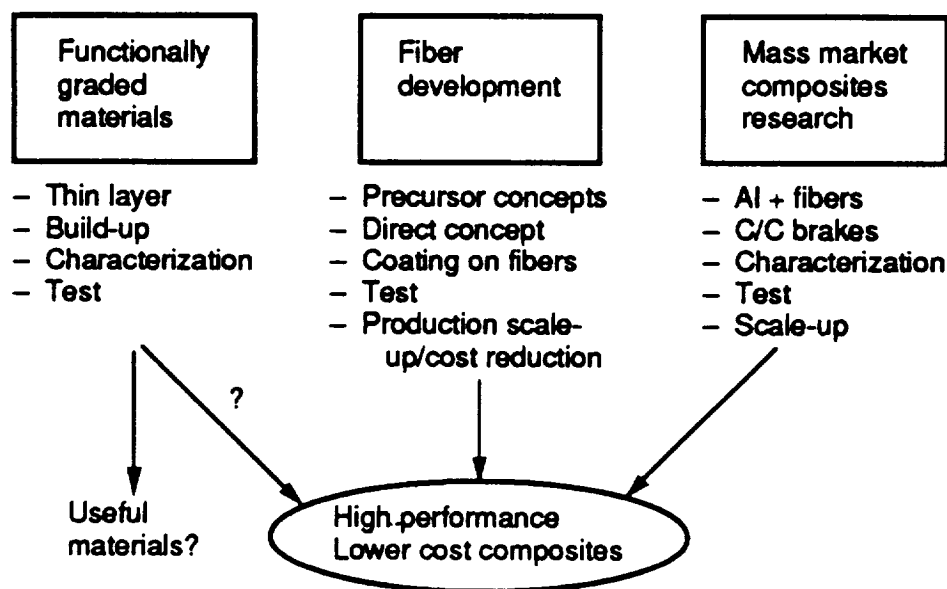 Functionally
graded
materials
– Thin layer
– Build-up
– Characterization
– Test
Fiber
development
– Precursor concepts
– Direct concept
– Coating on fibers
– Test
– Production scale-
up/cost reduction
Mass market
composites
research
– Al + fibers
– C/C brakes
– Characterization
– Test
– Scale-up
?
Useful
materials?
High performance
Lower cost composites